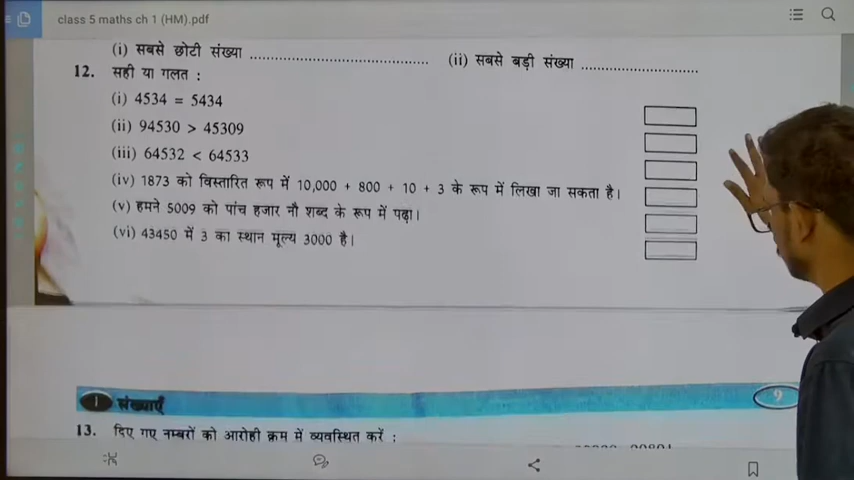 class 5 maths ch 1 (HM).pdf
(i) सबसे छोटी संख्या ........................................ (ii) सबसे बड़ी संख्या ..........................
12. सही या गलत :
(i) 4534 = 5434
(ii) 94530 > 45309
(iii) 64532 < 64533
(iv) 1873 को विस्तारित रूप में 10,000 + 800 + 10 + 3 के रूप में लिखा जा सकता है।
(v) हमने 5009 को पांच हजार नौ शब्द के रूप में पढ़ा।
(vi) 43450 में 3 का स्थान मूल्य 3000 है।
1 संख्याएँ 9
13. दिए गए नम्बरों को आरोही क्रम में व्यवस्थित करें :